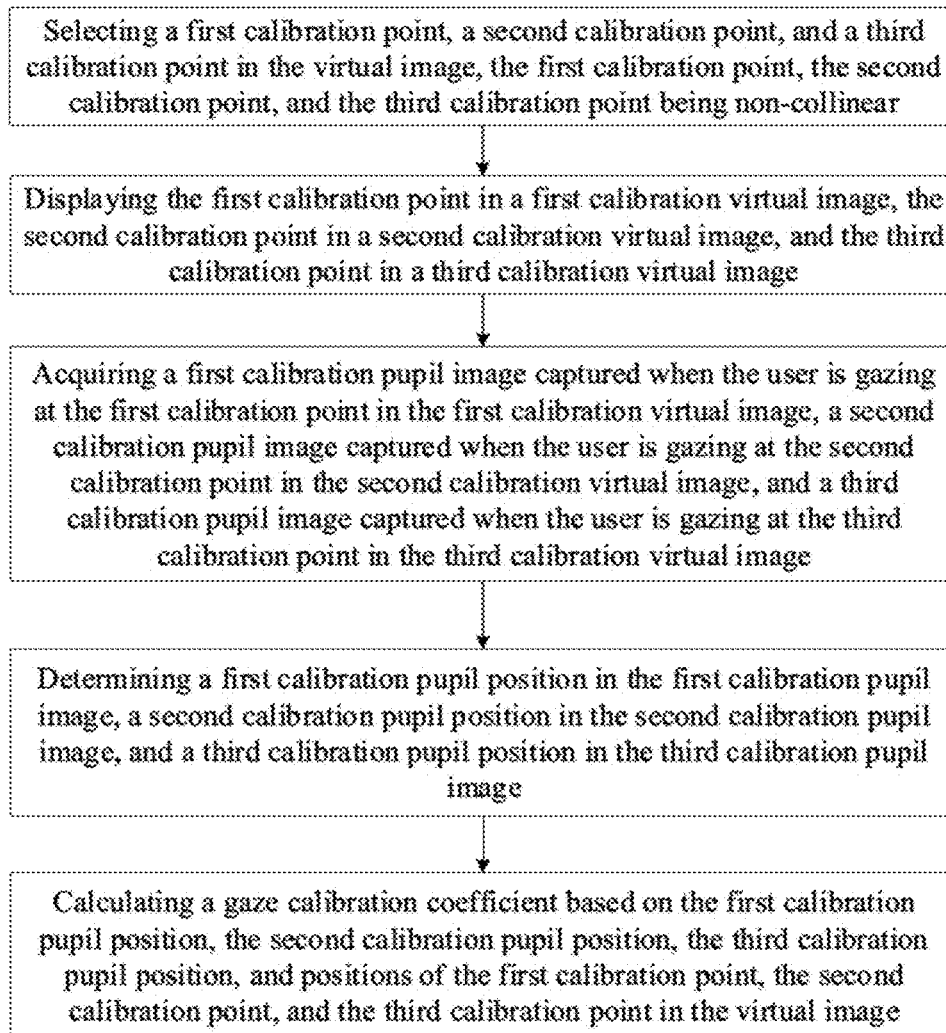 Selecting a first calibration point, a second calibration point, and a third
calibration point in the virtual image, the first calibration point, the second
calibration point, and the third calibration point being non-collinear
Displaying the first calibration point in a first calibration virtual image, the
second calibration point in a second calibration virtual image, and the third
calibration point in a third calibration virtual image
Acquiring a first calibration pupil image captured when the user is gazing
at the first calibration point in the first calibration virtual image, a second
calibration pupil image captured when the user is gazing at the second
calibration point in the second calibration virtual image, and a third
calibration pupil image captured when the user is gazing at the third
calibration point in the third calibration virtual image
Determining a first calibration pupil position in the first calibration pupil
image, a second calibration pupil position in the second calibration pupil
image, and a third calibration pupil position in the third calibration pupil
image
Calculating a gaze calibration coefficient based on the first calibration
pupil position, the second calibration pupil position, the third calibration
pupil position, and positions of the first calibration point, the second
calibration point, and the third calibration point in the virtual image